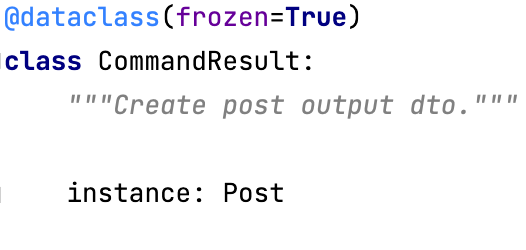 @dataclass(frozen=True)
class CommandResult:
    """Create post output dto."""
    instance: Post